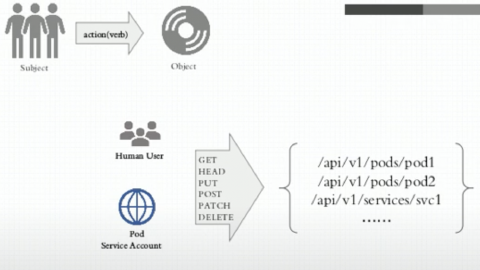 action(verb)
Subject
Object
Human User
Pod
Service Account
GET
HEAD
PUT
POST
PATCH
DELETE
/api/v1/pods/pod1
/api/v1/pods/pod2
/api/v1/services/svc1
......